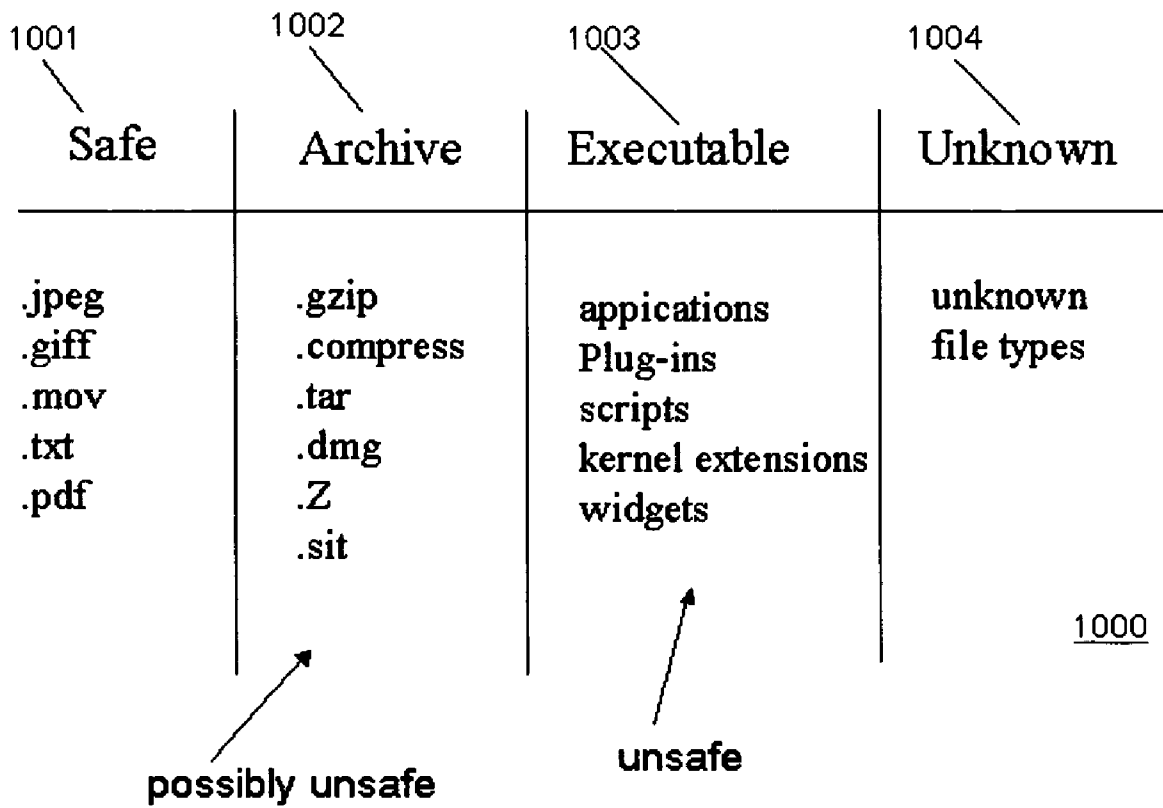 1001 1002 1003 1004
Safe Archive Executable Unknown
.jpeg
.giff
.mov
.txt
.pdf
.gzip
.compress
.tar
.dmg
.Z
.sit
appications
Plug-ins
scripts
kernel extensions
widgets
unknown
file types
1000
possibly unsafe
unsafe